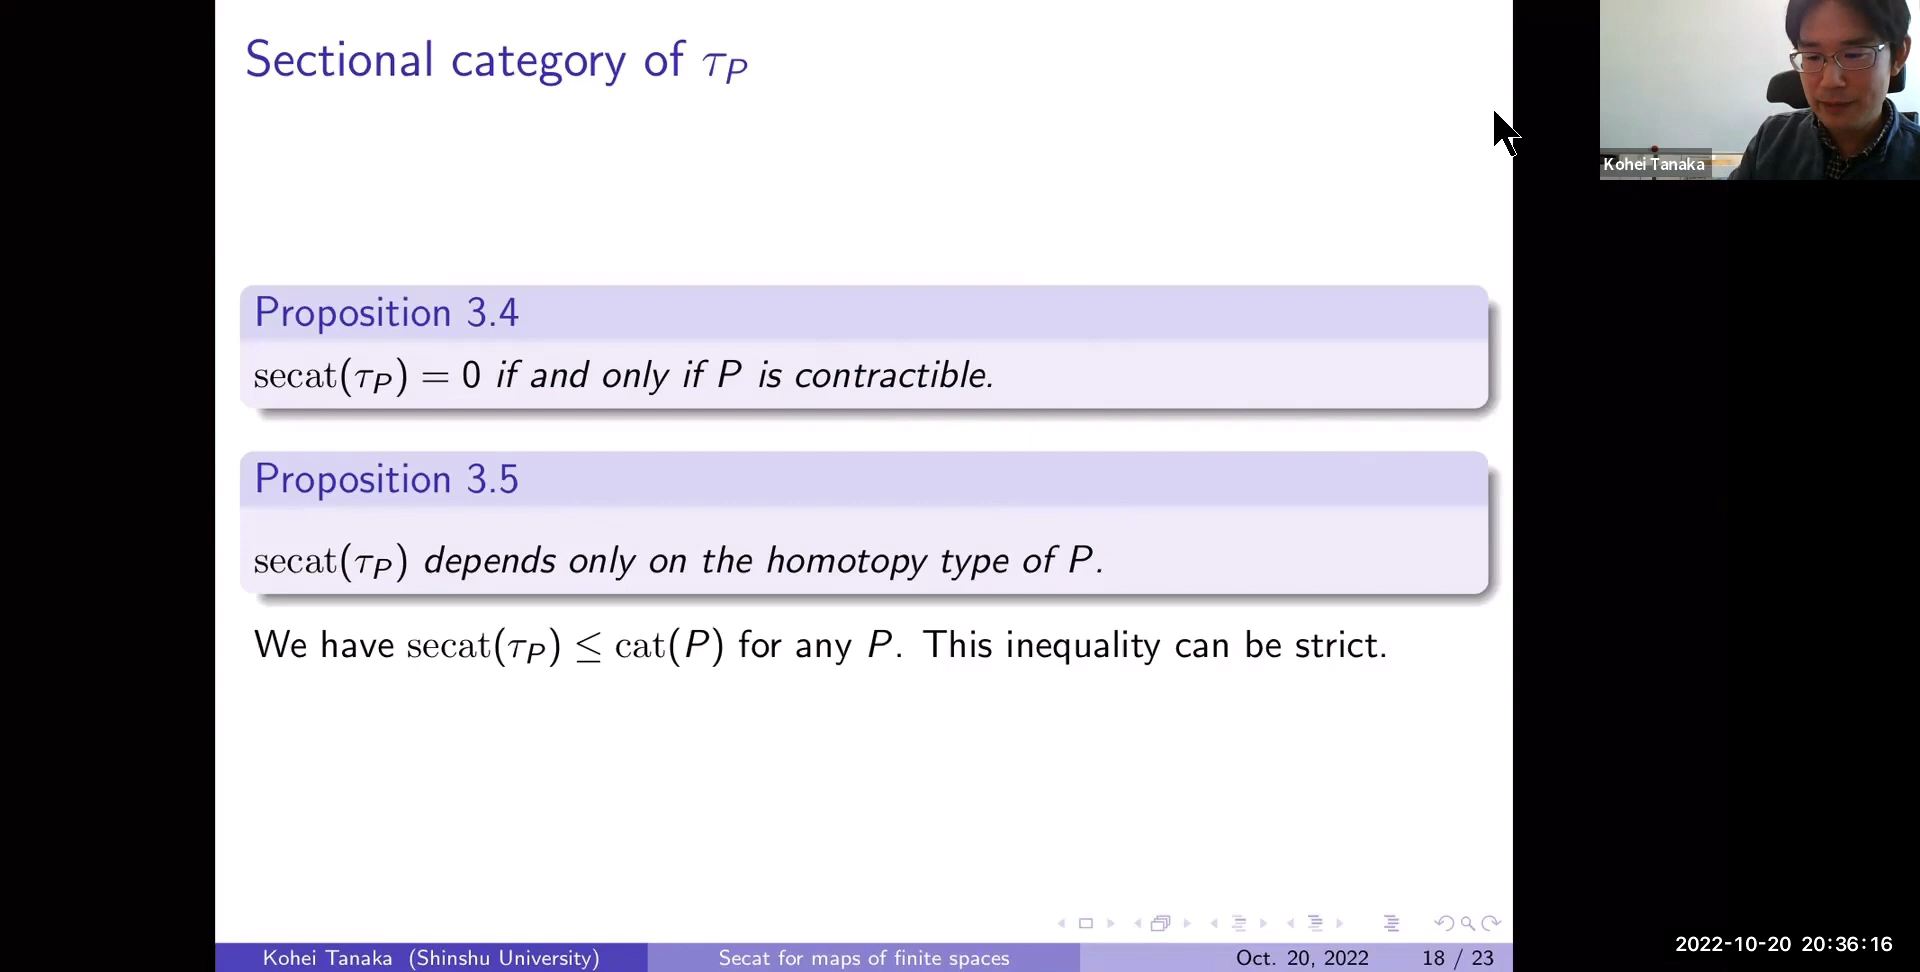 Sectional category of τ_P
Kohei Tanaka
Proposition 3.4
secat(τ_P) = 0 if and only if P is contractible.
Proposition 3.5
secat(τ_P) depends only on the homotopy type of P.
We have secat(τ_P) ≤ cat(P) for any P. This inequality can be strict.
Kohei Tanaka (Shinshu University)
Secat for maps of finite spaces
Oct. 20, 2022
18 / 23
2022-10-20 20:36:16